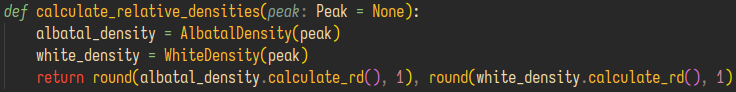 def calculate_relative_densities(peak: Peak = None):
    albatal_density = AlbatalDensity(peak)
    white_density = WhiteDensity(peak)
    return round(albatal_density.calculate_rd(), 1), round(white_density.calculate_rd(), 1)